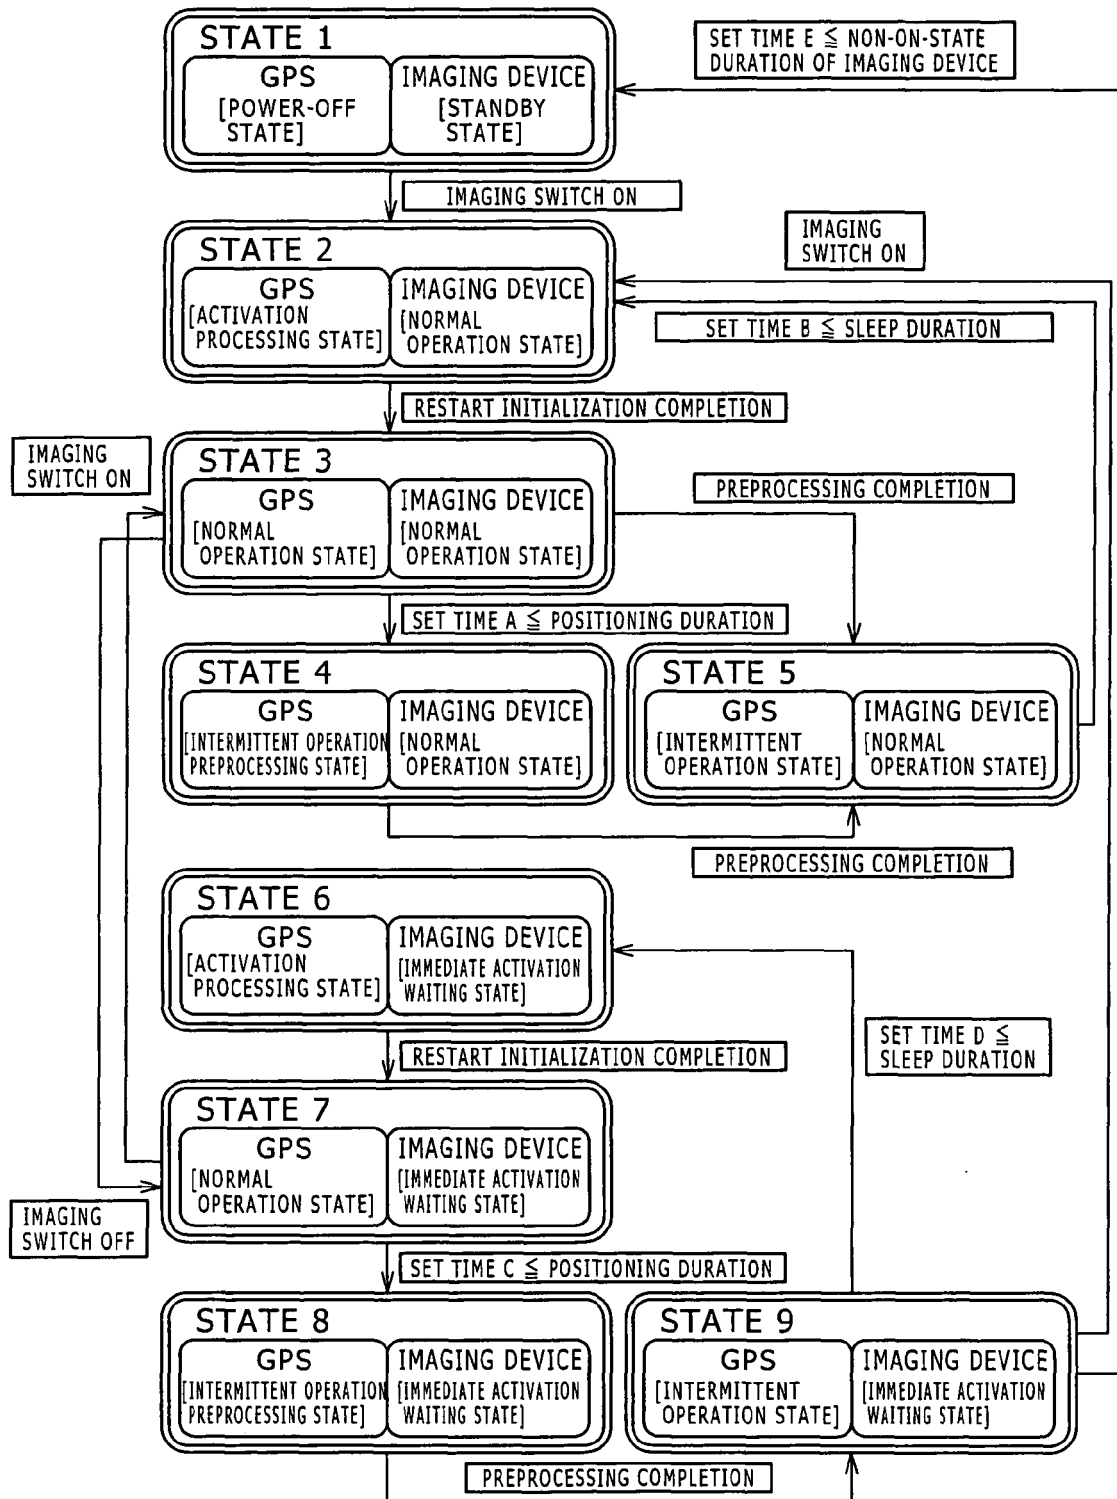 STATE 1
GPS
[POWER-OFF
STATE]
IMAGING DEVICE
[STANDBY
STATE]
SET TIME E ≦ NON-ON-STATE
DURATION OF IMAGING DEVICE
IMAGING SWITCH ON
STATE 2
GPS
[ACTIVATION
PROCESSING STATE]
IMAGING DEVICE
[NORMAL
OPERATION STATE]
IMAGING
SWITCH ON
SET TIME B ≦ SLEEP DURATION
RESTART INITIALIZATION COMPLETION
IMAGING
SWITCH ON
STATE 3
GPS
[NORMAL
OPERATION STATE]
IMAGING DEVICE
[NORMAL
OPERATION STATE]
PREPROCESSING COMPLETION
SET TIME A ≦ POSITIONING DURATION
STATE 4
GPS
[INTERMITTENT OPERATION
PREPROCESSING STATE]
IMAGING DEVICE
[NORMAL
OPERATION STATE]
STATE 5
GPS
[INTERMITTENT
OPERATION STATE]
IMAGING DEVICE
[NORMAL
OPERATION STATE]
PREPROCESSING COMPLETION
STATE 6
GPS
[ACTIVATION
PROCESSING STATE]
IMAGING DEVICE
[IMMEDIATE ACTIVATION
WAITING STATE]
RESTART INITIALIZATION COMPLETION
SET TIME D ≦
SLEEP DURATION
STATE 7
GPS
[NORMAL
OPERATION STATE]
IMAGING DEVICE
[IMMEDIATE ACTIVATION
WAITING STATE]
IMAGING
SWITCH OFF
SET TIME C ≦ POSITIONING DURATION
STATE 8
GPS
[INTERMITTENT OPERATION
PREPROCESSING STATE]
IMAGING DEVICE
[IMMEDIATE ACTIVATION
WAITING STATE]
STATE 9
GPS
[INTERMITTENT
OPERATION STATE]
IMAGING DEVICE
[IMMEDIATE ACTIVATION
WAITING STATE]
PREPROCESSING COMPLETION